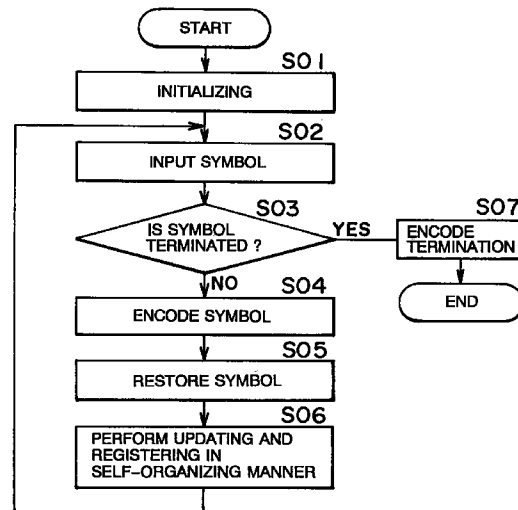 START
S01
INITIALIZING
S02
INPUT SYMBOL
S03
IS SYMBOL
TERMINATED ?
YES
S07
ENCODE
TERMINATION
END
NO
S04
ENCODE SYMBOL
S05
RESTORE SYMBOL
S06
PERFORM UPDATING AND
REGISTERING IN
SELF-ORGANIZING MANNER